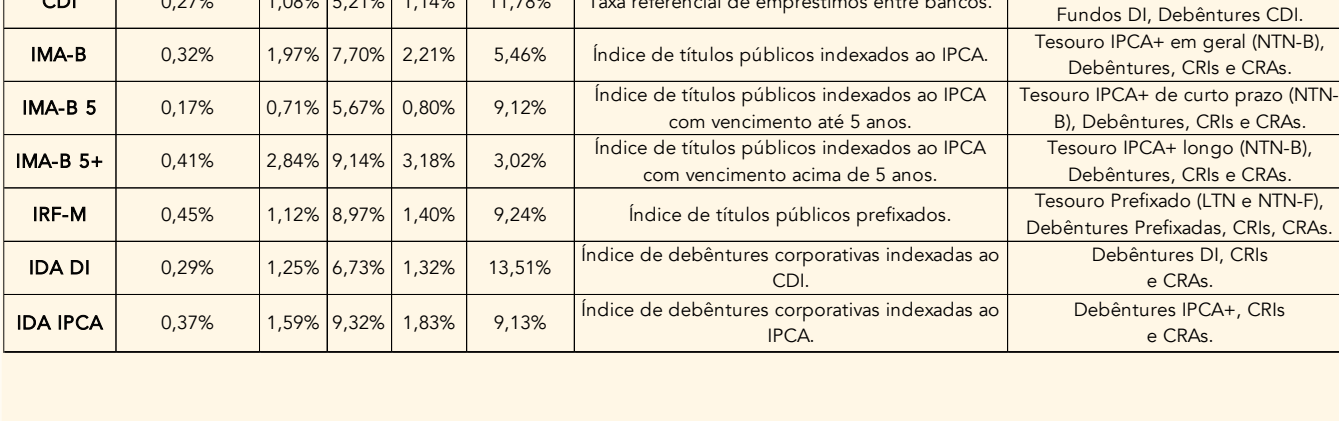 CDI 0,27% 1,08% 5,21% 1,14% 11,78% Taxa referencial de empréstimos entre bancos.
Fundos DI, Debêntures CDI.
IMA-B 0,32% 1,97% 7,70% 2,21% 5,46% Índice de títulos públicos indexados ao IPCA. Tesouro IPCA+ em geral (NTN-B),
Debêntures, CRIs e CRAs.
IMA-B 5 0,17% 0,71% 5,67% 0,80% 9,12% Índice de títulos públicos indexados ao IPCA
com vencimento até 5 anos. Tesouro IPCA+ de curto prazo (NTN-
B), Debêntures, CRIs e CRAs.
IMA-B 5+ 0,41% 2,84% 9,14% 3,18% 3,02% Índice de títulos públicos indexados ao IPCA
com vencimento acima de 5 anos. Tesouro IPCA+ longo (NTN-B),
Debêntures, CRIs e CRAs.
IRF-M 0,45% 1,12% 8,97% 1,40% 9,24% Índice de títulos públicos prefixados. Tesouro Prefixado (LTN e NTN-F),
Debêntures Prefixadas, CRIs, CRAs.
IDA DI 0,29% 1,25% 6,73% 1,32% 13,51% Índice de debêntures corporativas indexadas ao
CDI. Debêntures DI, CRIs
e CRAs.
IDA IPCA 0,37% 1,59% 9,32% 1,83% 9,13% Índice de debêntures corporativas indexadas ao
IPCA. Debêntures IPCA+, CRIs
e CRAs.